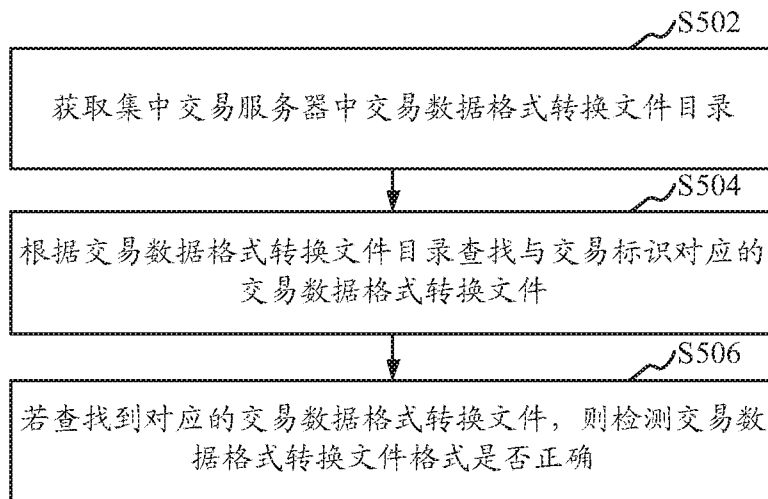 S502
获取集中交易服务器中交易数据格式转换文件目录
S504
根据交易数据格式转换文件目录查找与交易标识对应的
交易数据格式转换文件
S506
若查找到对应的交易数据格式转换文件，则检测交易数
据格式转换文件格式是否正确